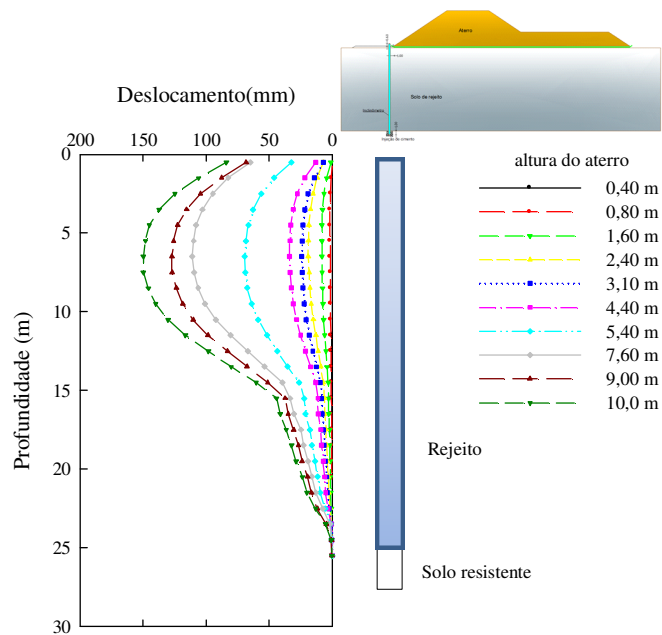 Aterro
Solo de rejeito
Deslocamento(mm)
200 150 100 50 0
altura do aterro
0,40 m
0,80 m
1,60 m
2,40 m
3,10 m
4,40 m
5,40 m
7,60 m
9,00 m
10,0 m
Profundidade (m)
0
5
10
15
20
25
30
Rejeito
Solo resistente